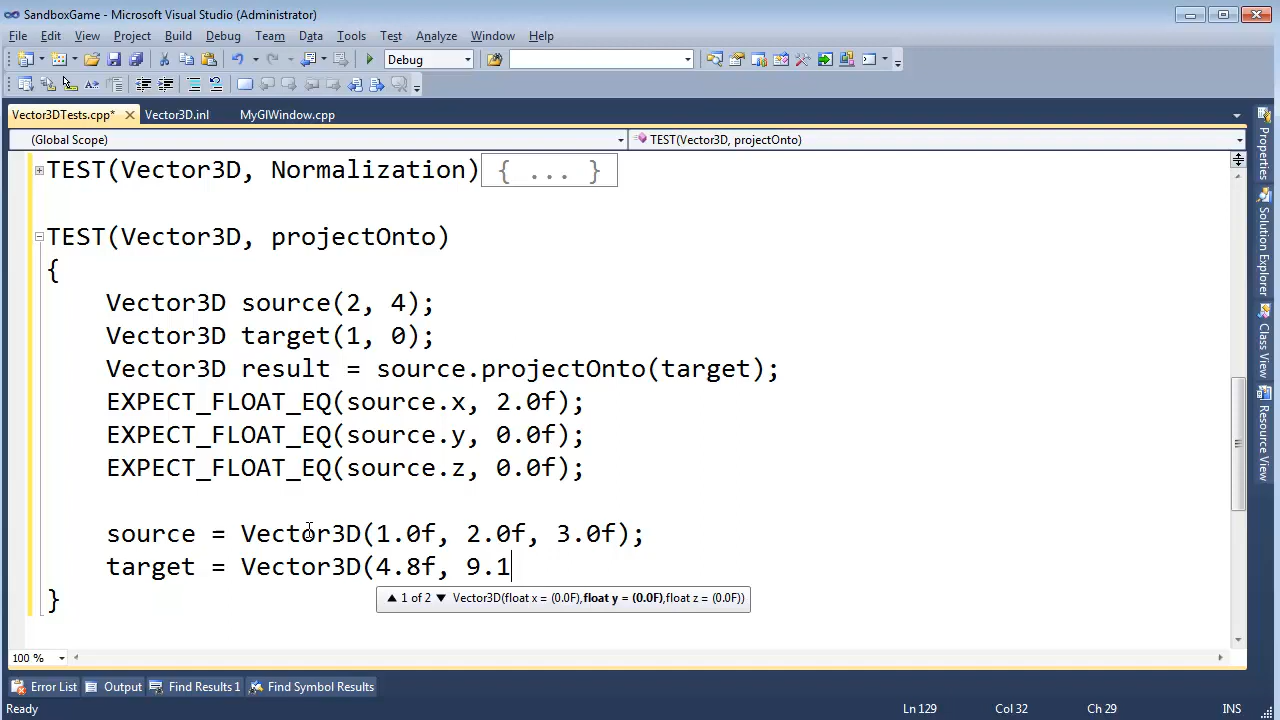 SandboxGame - Microsoft Visual Studio (Administrator)
File Edit View Project Build Debug Team Data Tools Test Analyze Window Help
Debug
Vector3DTests.cpp* Vector3D.inl MyGlWindow.cpp
(Global Scope) TEST(Vector3D, projectOnto)
TEST(Vector3D, Normalization) { ... }
TEST(Vector3D, projectOnto)
{
Vector3D source(2, 4);
Vector3D target(1, 0);
Vector3D result = source.projectOnto(target);
EXPECT_FLOAT_EQ(source.x, 2.0f);
EXPECT_FLOAT_EQ(source.y, 0.0f);
EXPECT_FLOAT_EQ(source.z, 0.0f);
source = Vector3D(1.0f, 2.0f, 3.0f);
target = Vector3D(4.8f, 9.1
1 of 2 Vector3D(float x = (0.0F),float y = (0.0F),float z = (0.0F))
}
100 %
Error List Output Find Results 1 Find Symbol Results
Ready Ln 129 Col 32 Ch 29 INS
Properties
Solution Explorer
Class View
Resource View